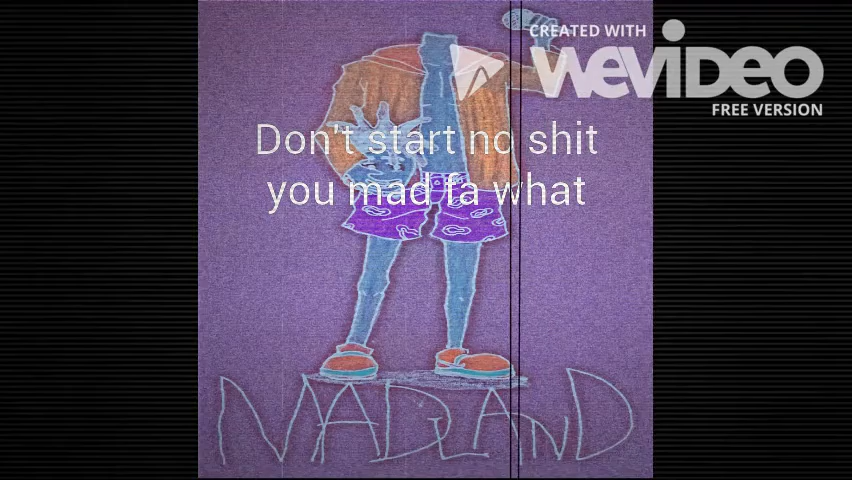 CREATED WITH
WEVIDEO
FREE VERSION
Don't start no shit
you mad fa what
MADLAND